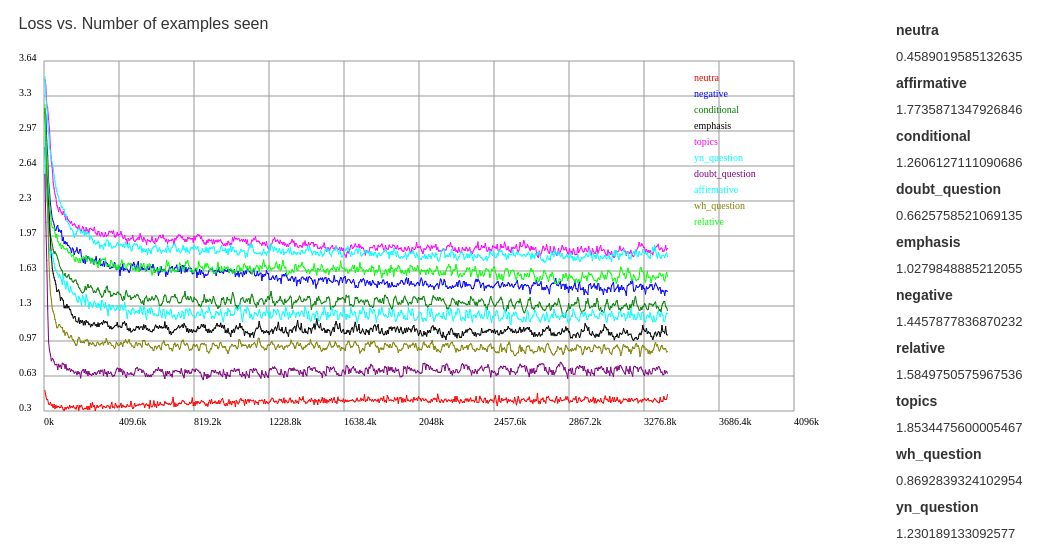 Loss vs. Number of examples seen
3.64
3.3
2.97
2.64
2.3
1.97
1.63
1.3
0.97
0.63
0.3
0k
409.6k
819.2k
1228.8k
1638.4k
2048k
2457.6k
2867.2k
3276.8k
3686.4k
4096k
neutra
negative
conditional
emphasis
topics
yn_question
doubt_question
affirmative
wh_question
relative
neutra
0.4589019585132635
affirmative
1.7735871347926846
conditional
1.2606127111090686
doubt_question
0.6625758521069135
emphasis
1.0279848885212055
negative
1.4457877836870232
relative
1.5849750575967536
topics
1.8534475600005467
wh_question
0.8692839324102954
yn_question
1.230189133092577